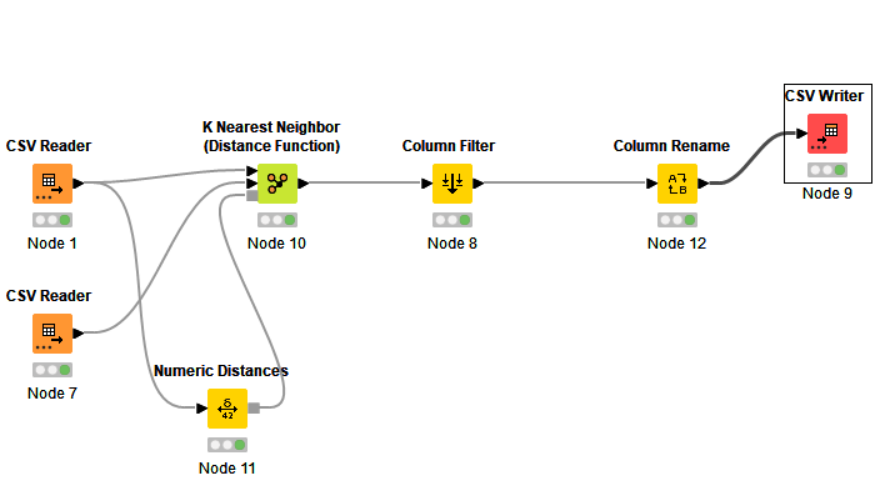 CSV Writer
K Nearest Neighbor
(Distance Function)
CSV Reader
Column Filter
Column Rename
A
B
Node 9
Node 1
Node 10
Node 8
Node 12
CSV Reader
Node 7
Numeric Distances
δ
42
Node 11